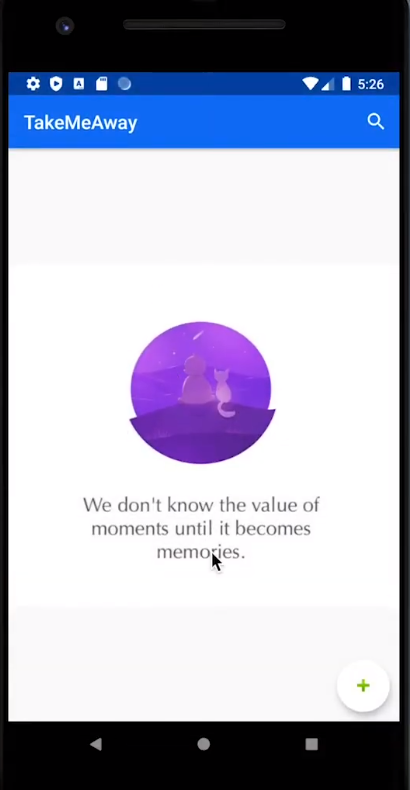 5:26
TakeMeAway
We don't know the value of
moments until it becomes
memories.